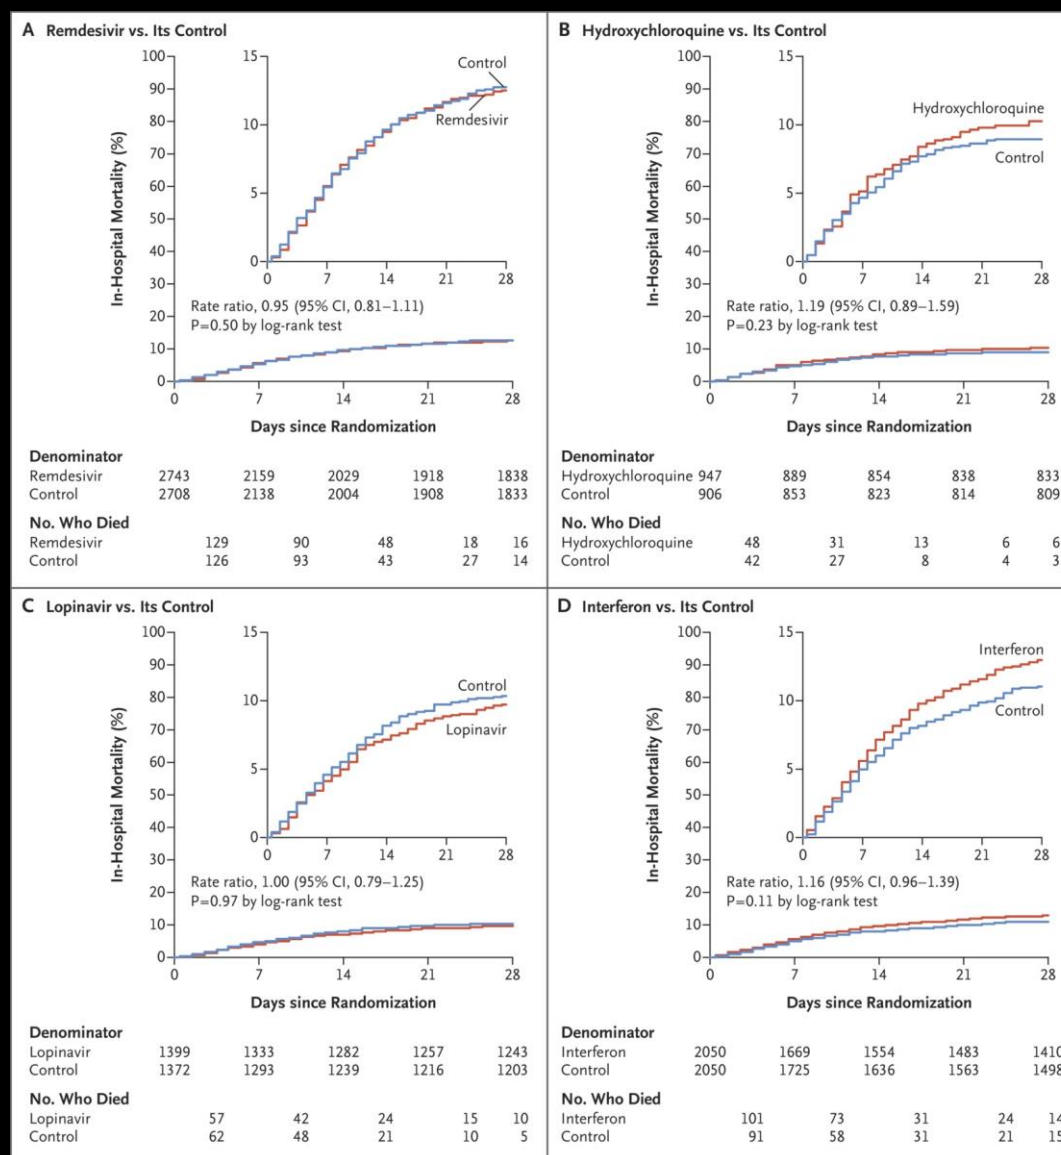 A Remdesivir vs. Its Control
In-Hospital Mortality (%)
100
90
80
70
60
50
40
30
20
10
0
0 7 14 21 28
15
10
5
0
0 7 14 21 28
Control
Remdesivir
Rate ratio, 0.95 (95% CI, 0.81–1.11)
P=0.50 by log-rank test
Days since Randomization
Denominator
Remdesivir 2743 2159 2029 1918 1838
Control 2708 2138 2004 1908 1833
No. Who Died
Remdesivir 129 90 48 18 16
Control 126 93 43 27 14
B Hydroxychloroquine vs. Its Control
In-Hospital Mortality (%)
100
90
80
70
60
50
40
30
20
10
0
0 7 14 21 28
15
10
5
0
0 7 14 21 28
Hydroxychloroquine
Control
Rate ratio, 1.19 (95% CI, 0.89–1.59)
P=0.23 by log-rank test
Days since Randomization
Denominator
Hydroxychloroquine 947 889 854 838 833
Control 906 853 823 814 809
No. Who Died
Hydroxychloroquine 48 31 13 6 6
Control 42 27 8 4 3
C Lopinavir vs. Its Control
In-Hospital Mortality (%)
100
90
80
70
60
50
40
30
20
10
0
0 7 14 21 28
15
10
5
0
0 7 14 21 28
Control
Lopinavir
Rate ratio, 1.00 (95% CI, 0.79–1.25)
P=0.97 by log-rank test
Days since Randomization
Denominator
Lopinavir 1399 1333 1282 1257 1243
Control 1372 1293 1239 1216 1203
No. Who Died
Lopinavir 57 42 24 15 10
Control 62 48 21 10 5
D Interferon vs. Its Control
In-Hospital Mortality (%)
100
90
80
70
60
50
40
30
20
10
0
0 7 14 21 28
15
10
5
0
0 7 14 21 28
Interferon
Control
Rate ratio, 1.16 (95% CI, 0.96–1.39)
P=0.11 by log-rank test
Days since Randomization
Denominator
Interferon 2050 1669 1554 1483 1410
Control 2050 1725 1636 1563 1498
No. Who Died
Interferon 101 73 31 24 14
Control 91 58 31 21 15